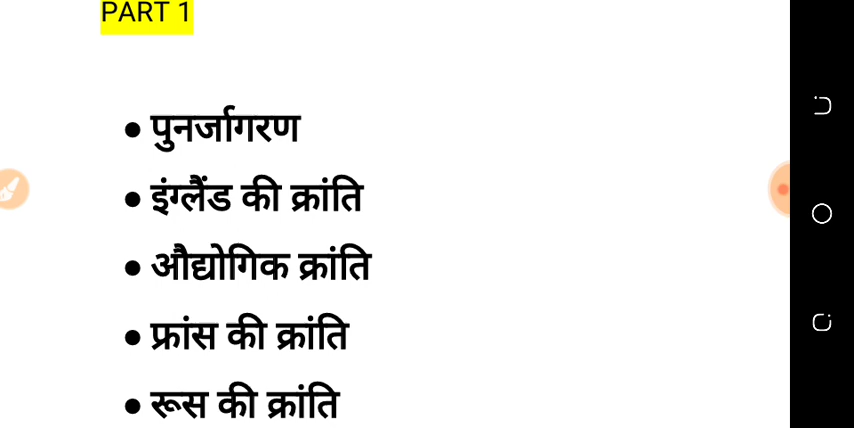 PART 1
• पुनर्जागरण
• इंग्लैंड की क्रांति
• औद्योगिक क्रांति
• फ्रांस की क्रांति
• रूस की क्रांति